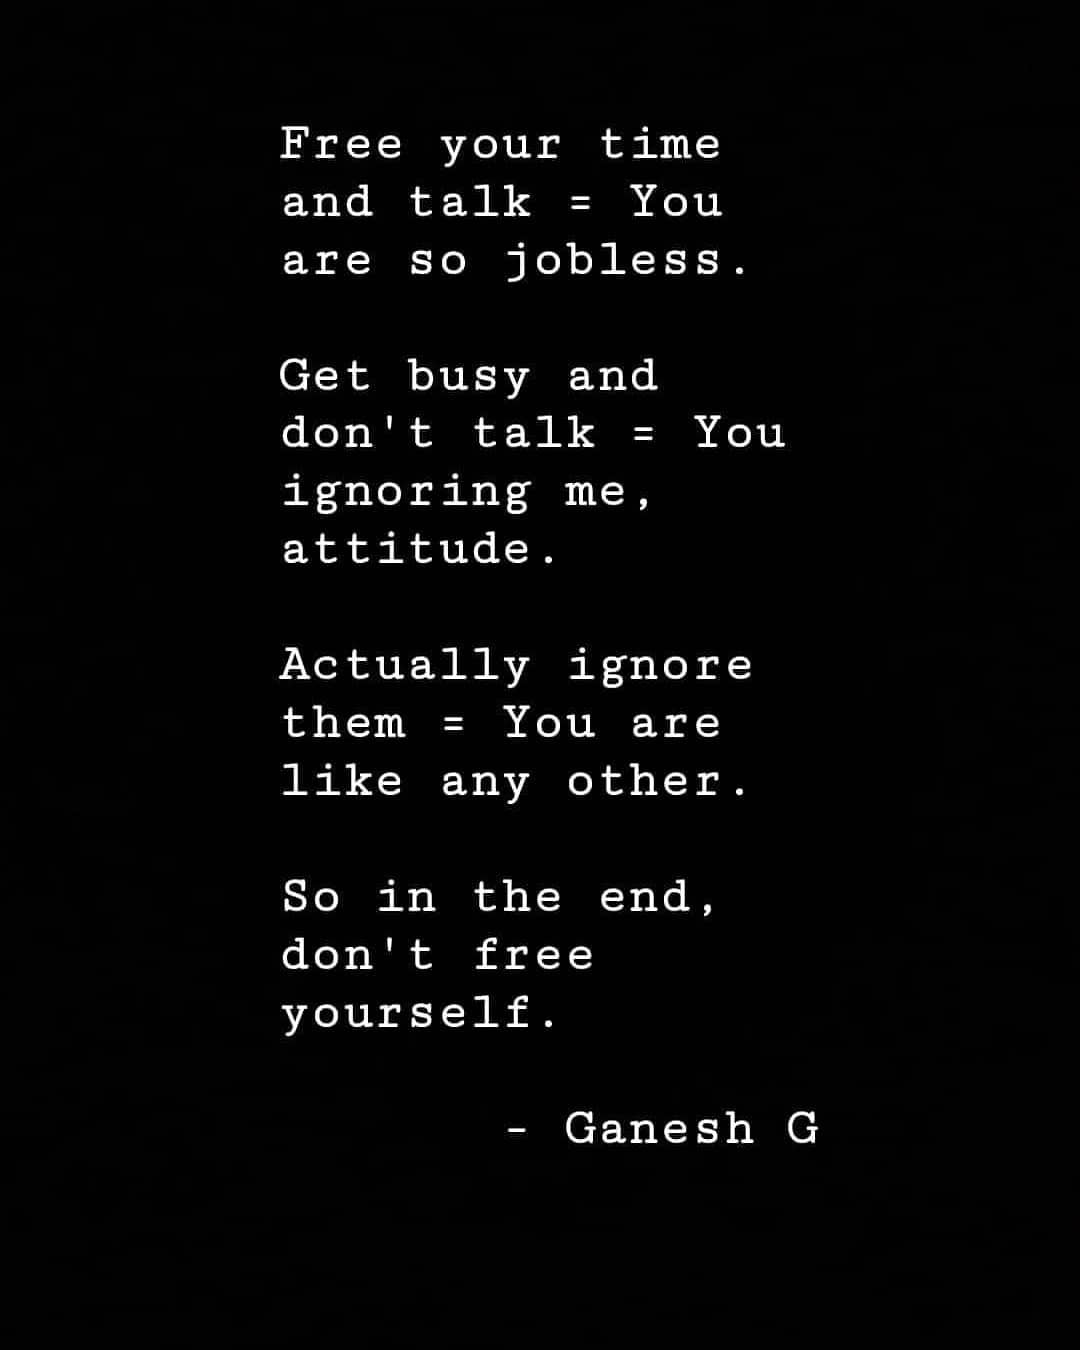 Free your time
and talk = You
are so jobless.
Get busy and
don't talk = You
ignoring me,
attitude.
Actually ignore
them = You are
like any other.
So in the end,
don't free
yourself.
- Ganesh G